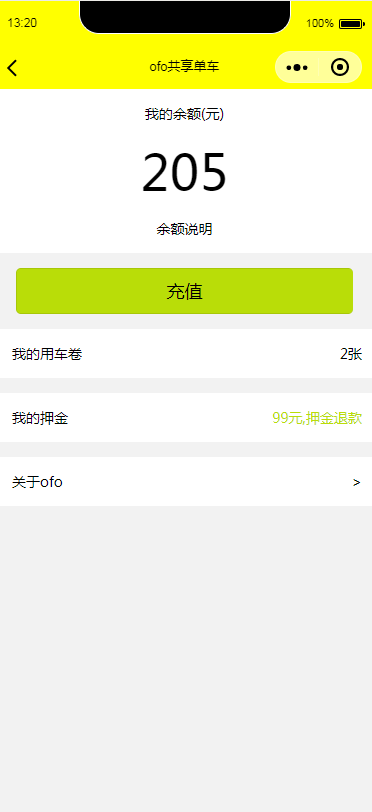 13:20
100%
ofo共享单车
我的余额(元)
205
余额说明
充值
我的用车卷 2张
我的押金 99元,押金退款
关于ofo >